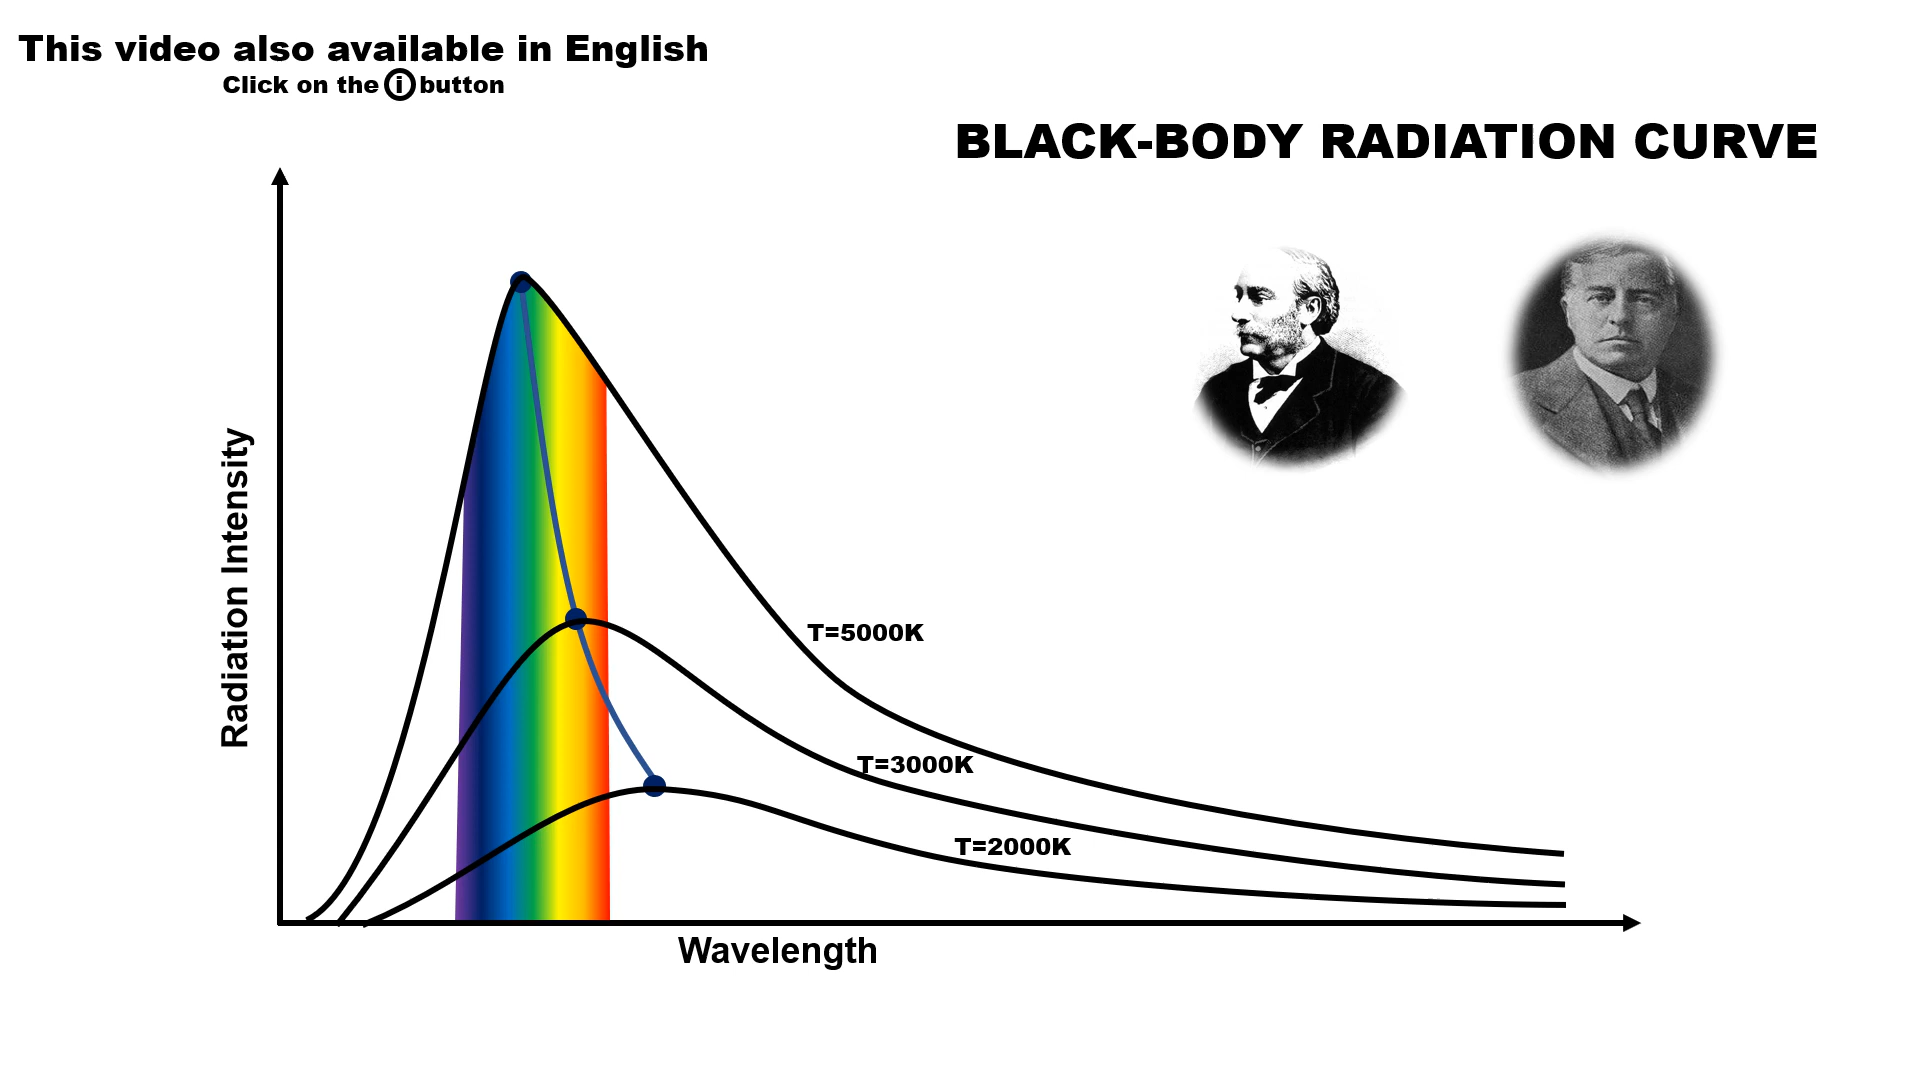 This video also available in English
Click on the i button
BLACK-BODY RADIATION CURVE
Radiation Intensity
T=5000K
T=3000K
T=2000K
Wavelength